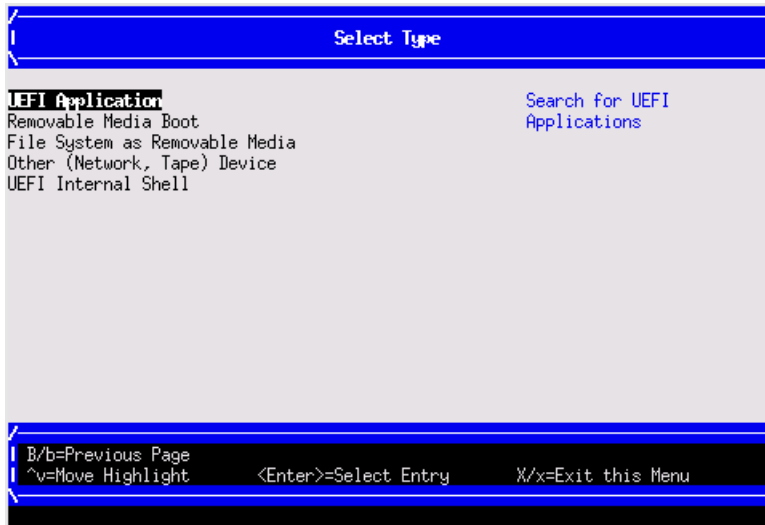 Select Type
UEFI Application
Search for UEFI
Removable Media Boot
Applications
File System as Removable Media
Other (Network, Tape) Device
UEFI Internal Shell
B/b=Previous Page
^v=Move Highlight <Enter>=Select Entry X/x=Exit this Menu